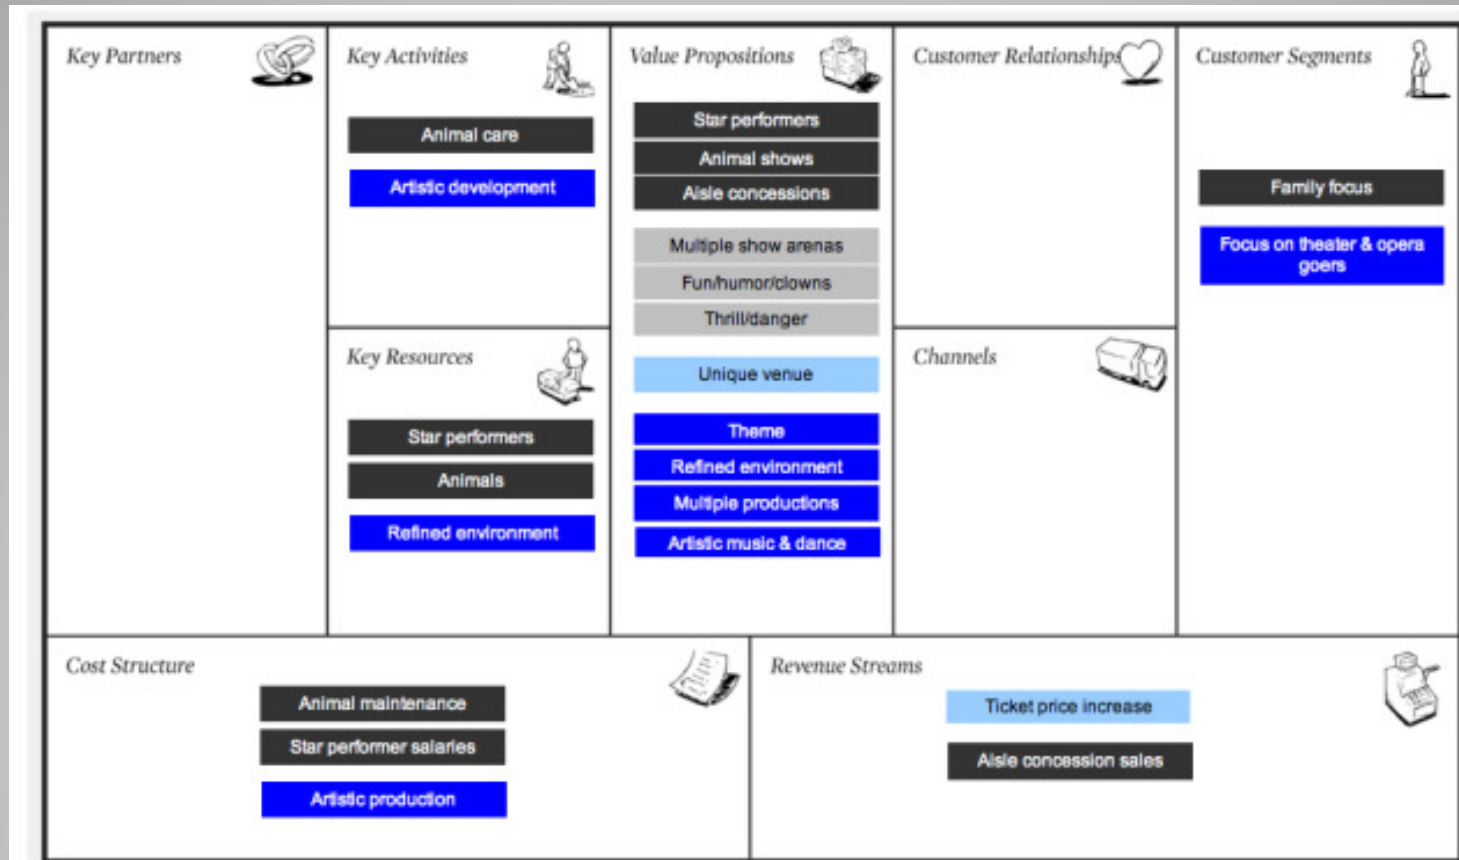 Key Partners
Key Activities
Animal care
Artistic development
Key Resources
Star performers
Animals
Refined environment
Value Propositions
Star performers
Animal shows
Aisle concessions
Multiple show arenas
Fun/humor/clowns
Thrill/danger
Unique venue
Theme
Refined environment
Multiple productions
Artistic music & dance
Customer Relationships
Channels
Customer Segments
Family focus
Focus on theater & opera
goers
Cost Structure
Animal maintenance
Star performer salaries
Artistic production
Revenue Streams
Ticket price increase
Aisle concession sales